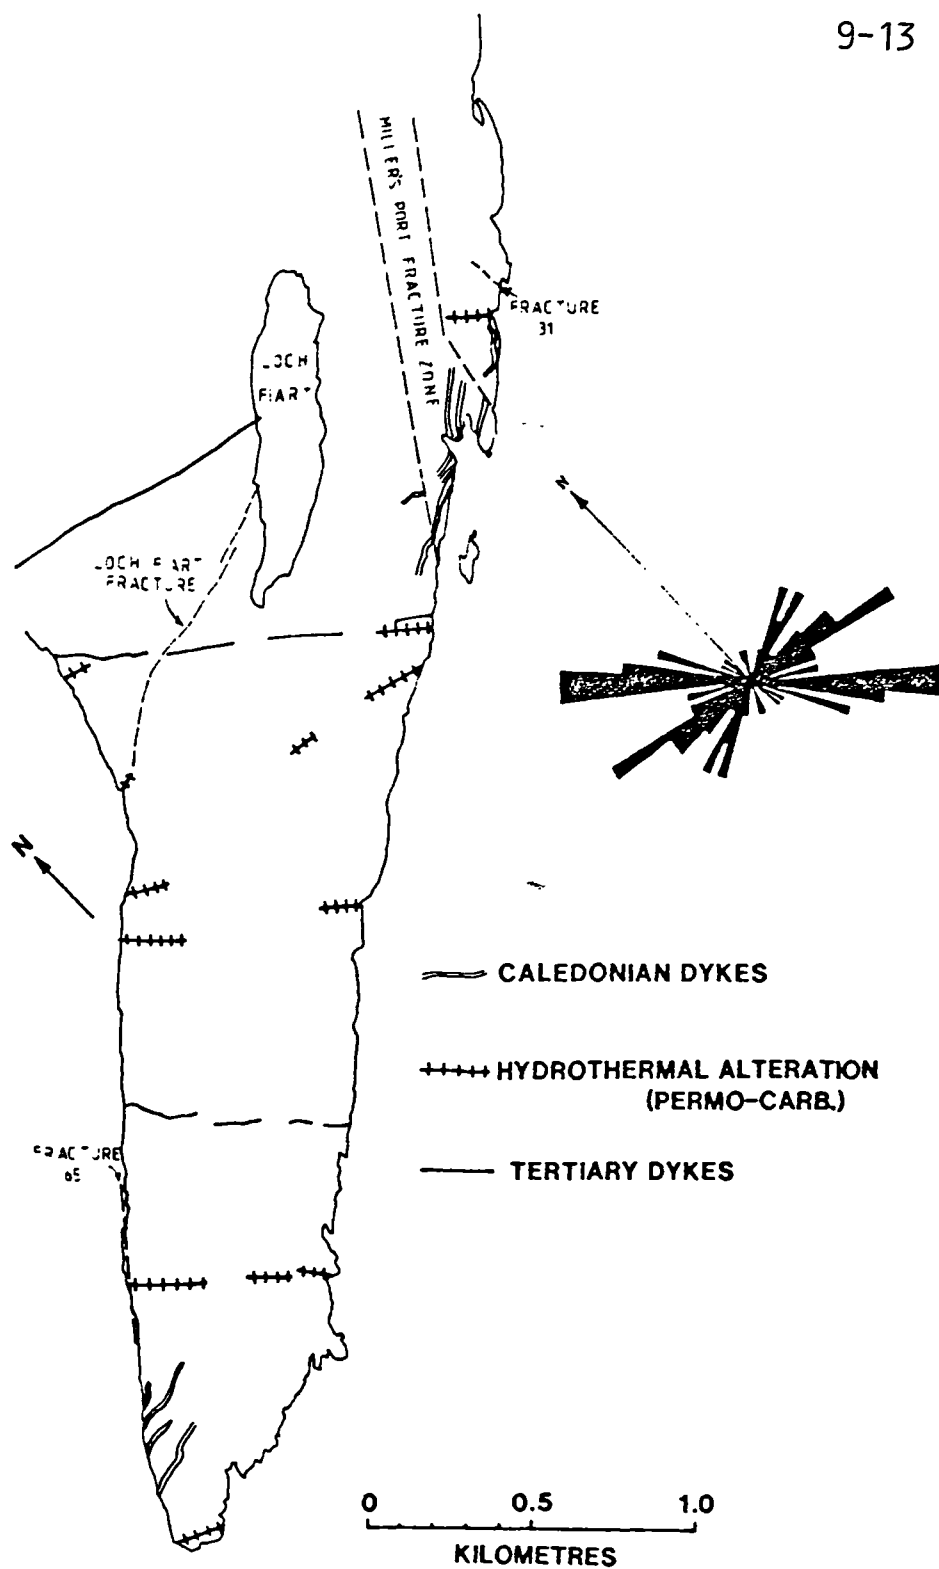 9-13
MILLER'S PORT FRACTURE ZONE
FRACTURE
31
LOCH
FIART
N
LOCH FIART
FRACTURE
N
CALEDONIAN DYKES
HYDROTHERMAL ALTERATION
(PERMO-CARB.)
FRACTURE
65
TERTIARY DYKES
0 0.5 1.0
KILOMETRES